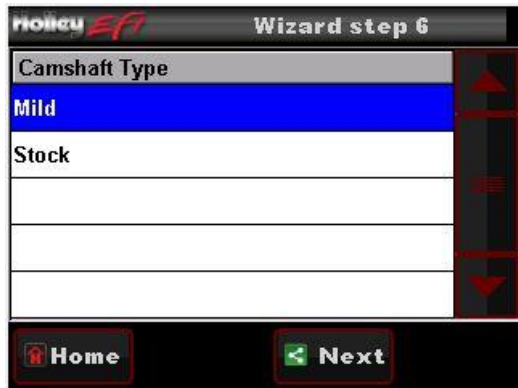 Holley EFI Wizard step 6
Camshaft Type
Mild
Stock
Home Next